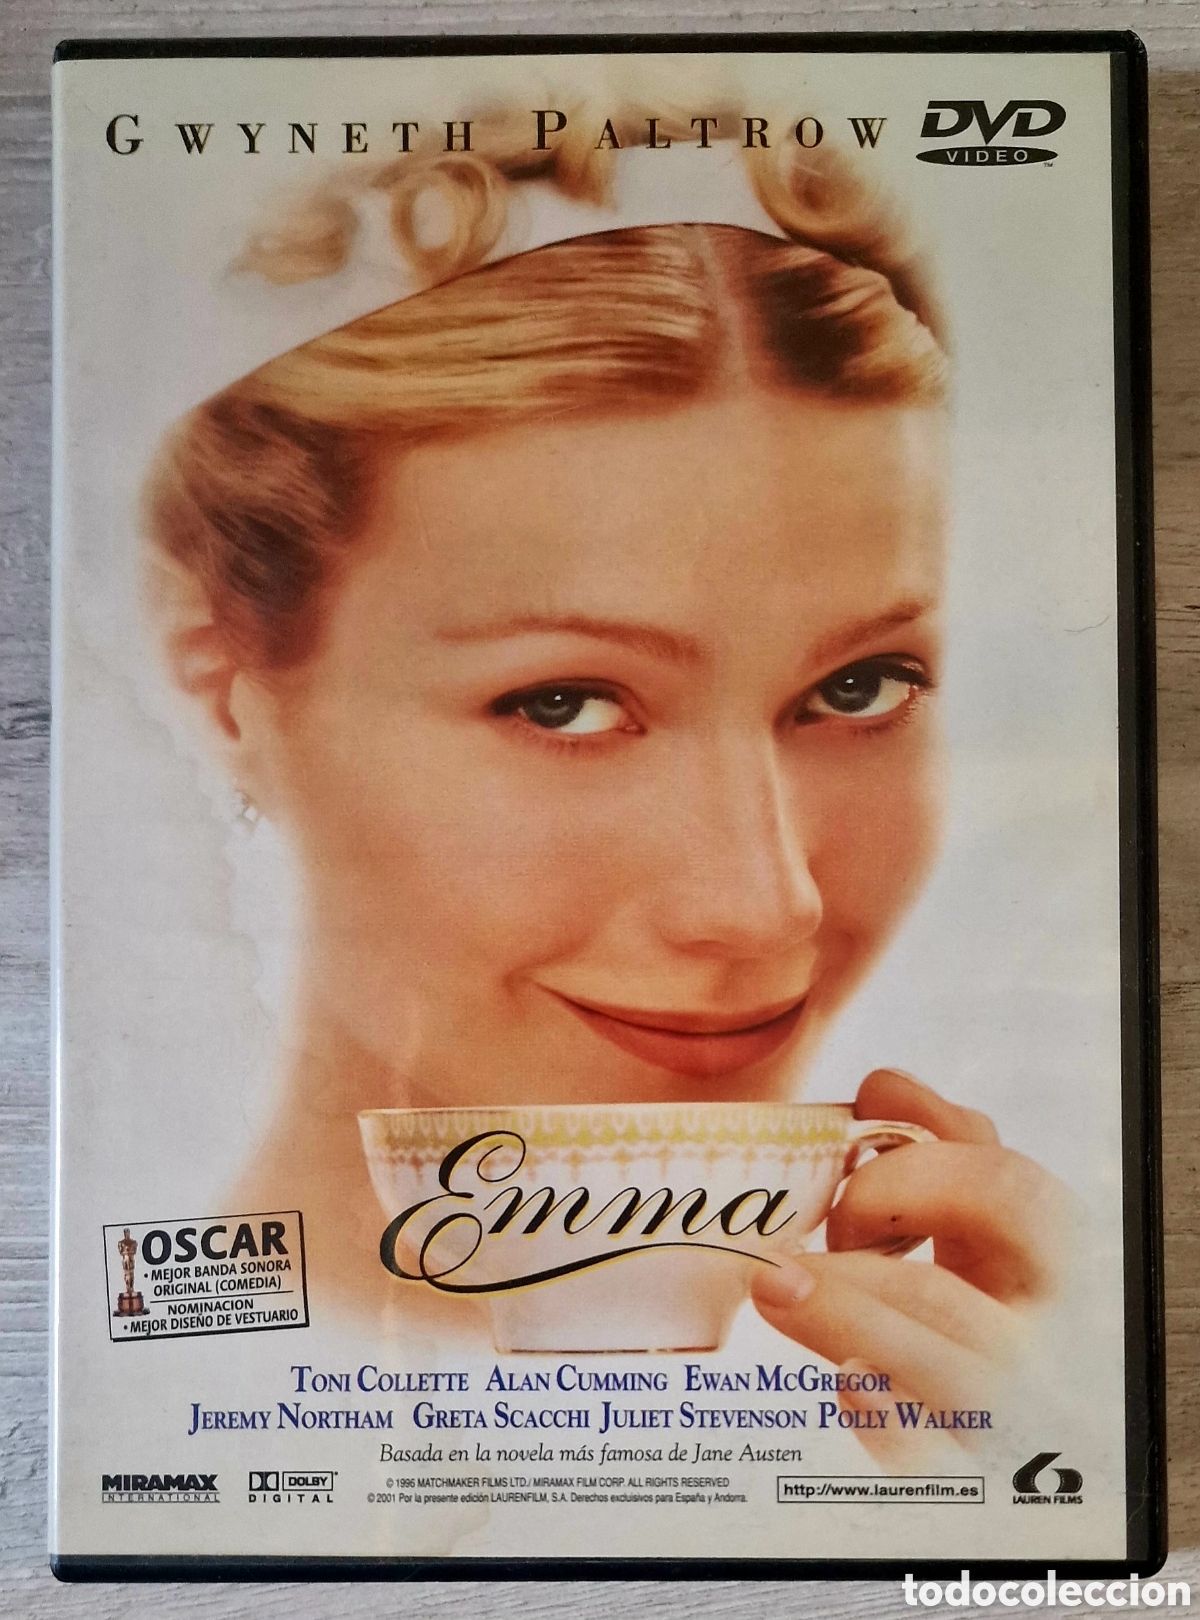 GWYNETH PALTROW
DVD
VIDEO™
Emma
OSCAR
• MEJOR BANDA SONORA
ORIGINAL (COMEDIA)
NOMINACION
• MEJOR DISEÑO DE VESTUARIO
TONI COLLETTE ALAN CUMMING EWAN MCGREGOR
JEREMY NORTHAM GRETA SCACCHI JULIET STEVENSON POLLY WALKER
Basada en la novela más famosa de Jane Austen
MIRAMAX
INTERNATIONAL
DOLBY
DIGITAL
© 1996 MATCHMAKER FILMS LTD./ MIRAMAX FILM CORP. ALL RIGHTS RESERVED
© 2001 Por la presente edición LAURENFILM, S.A. Derechos exclusivos para España y Andorra.
http://www.laurenfilm.es
LAUREN FILMS
todocoleccion